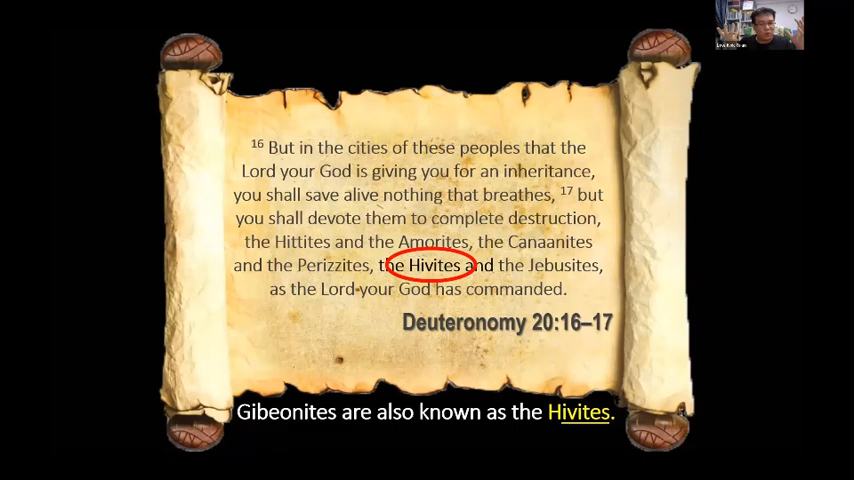 16 But in the cities of these peoples that the
Lord your God is giving you for an inheritance,
you shall save alive nothing that breathes, 17 but
you shall devote them to complete destruction,
the Hittites and the Amorites, the Canaanites
and the Perizzites, the Hivites and the Jebusites,
as the Lord your God has commanded.
Deuteronomy 20:16–17
Gibeonites are also known as the Hivites.